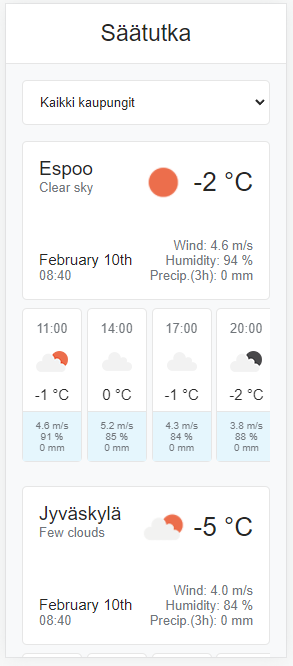 Säätutka
Kaikki kaupungit
Espoo
Clear sky
-2 °C
February 10th
08:40
Wind: 4.6 m/s
Humidity: 94 %
Precip.(3h): 0 mm
11:00 14:00 17:00 20:00
-1 °C 0 °C -1 °C -2 °C
4.6 m/s 5.2 m/s 4.3 m/s 3.8 m/s
91 % 85 % 84 % 88 %
0 mm 0 mm 0 mm 0 mm
Jyväskylä
Few clouds
-5 °C
February 10th
08:40
Wind: 4.0 m/s
Humidity: 84 %
Precip.(3h): 0 mm